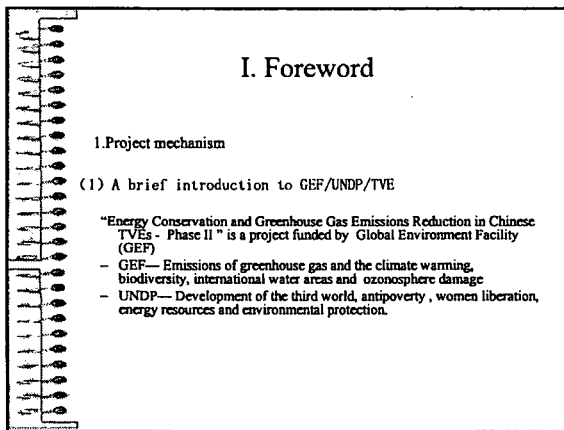 I. Foreword
1.Project mechanism
(1) A brief introduction to GEF/UNDP/TVE
“Energy Conservation and Greenhouse Gas Emissions Reduction in Chinese
TVEs - Phase II ” is a project funded by Global Environment Facility
(GEF)
– GEF— Emissions of greenhouse gas and the climate warming,
biodiversity, international water areas and ozonosphere damage
– UNDP— Development of the third world, antipoverty , women liberation,
energy resources and environmental protection.